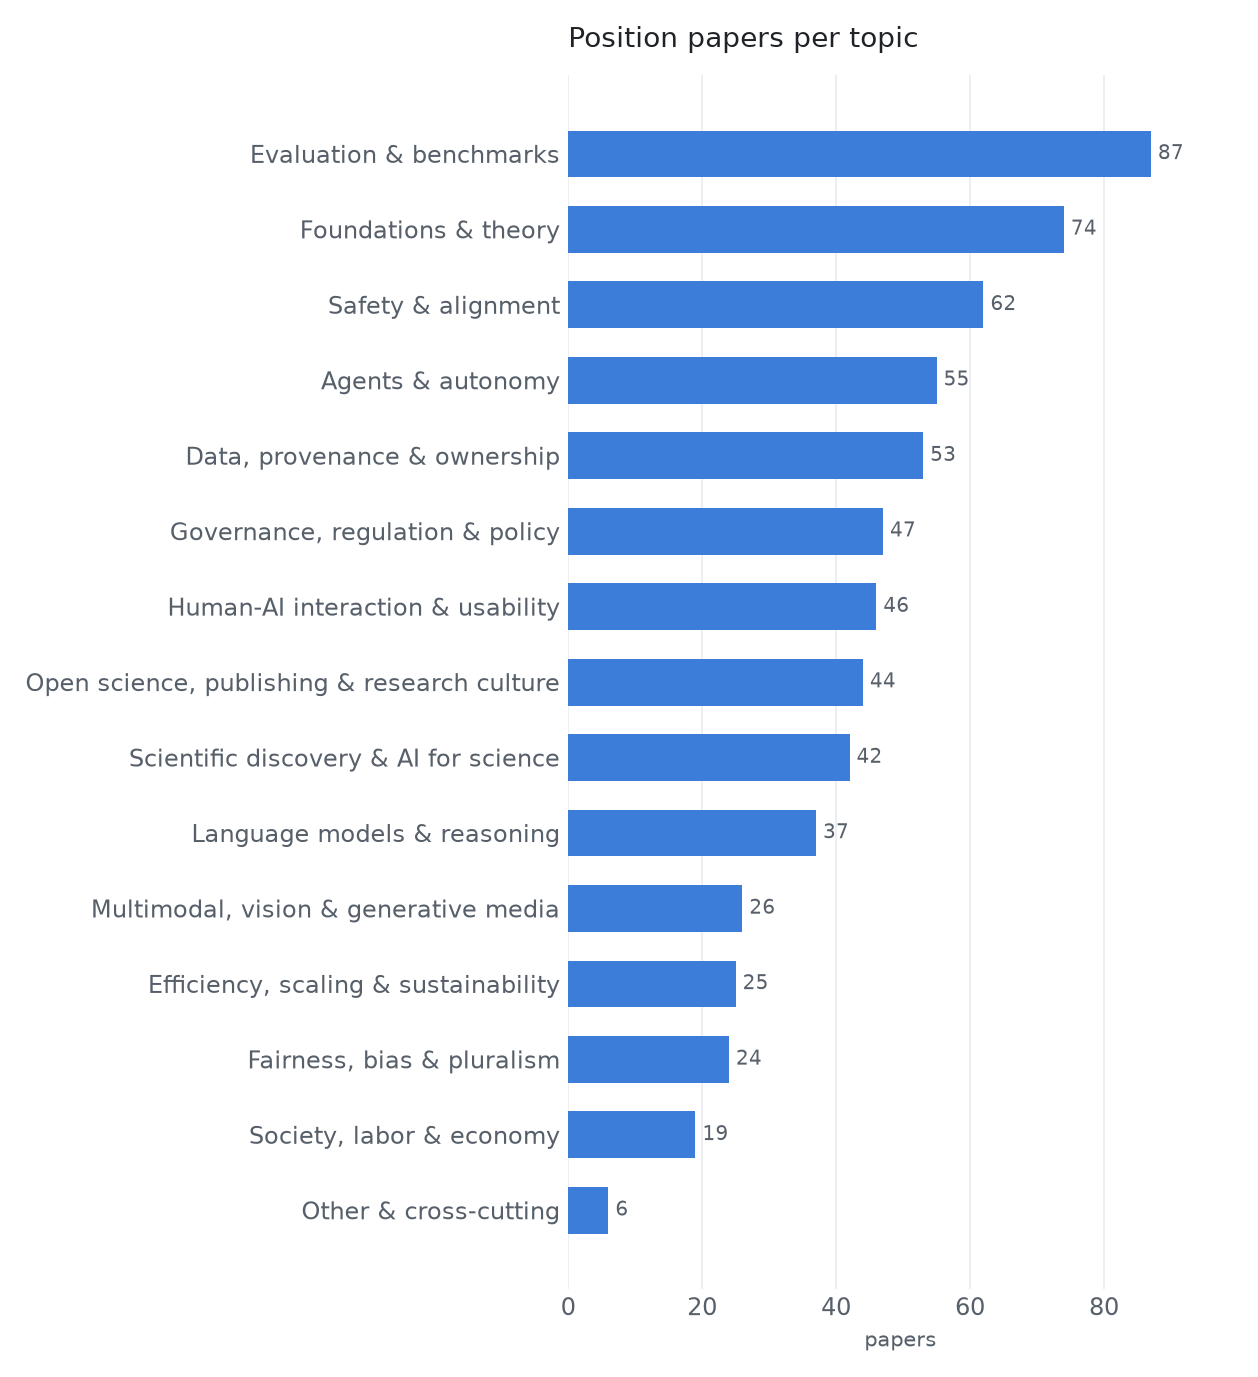 Position papers per topic
Evaluation & benchmarks 87
Foundations & theory 74
Safety & alignment 62
Agents & autonomy 55
Data, provenance & ownership 53
Governance, regulation & policy 47
Human-AI interaction & usability 46
Open science, publishing & research culture 44
Scientific discovery & AI for science 42
Language models & reasoning 37
Multimodal, vision & generative media 26
Efficiency, scaling & sustainability 25
Fairness, bias & pluralism 24
Society, labor & economy 19
Other & cross-cutting 6
0 20 40 60 80
papers